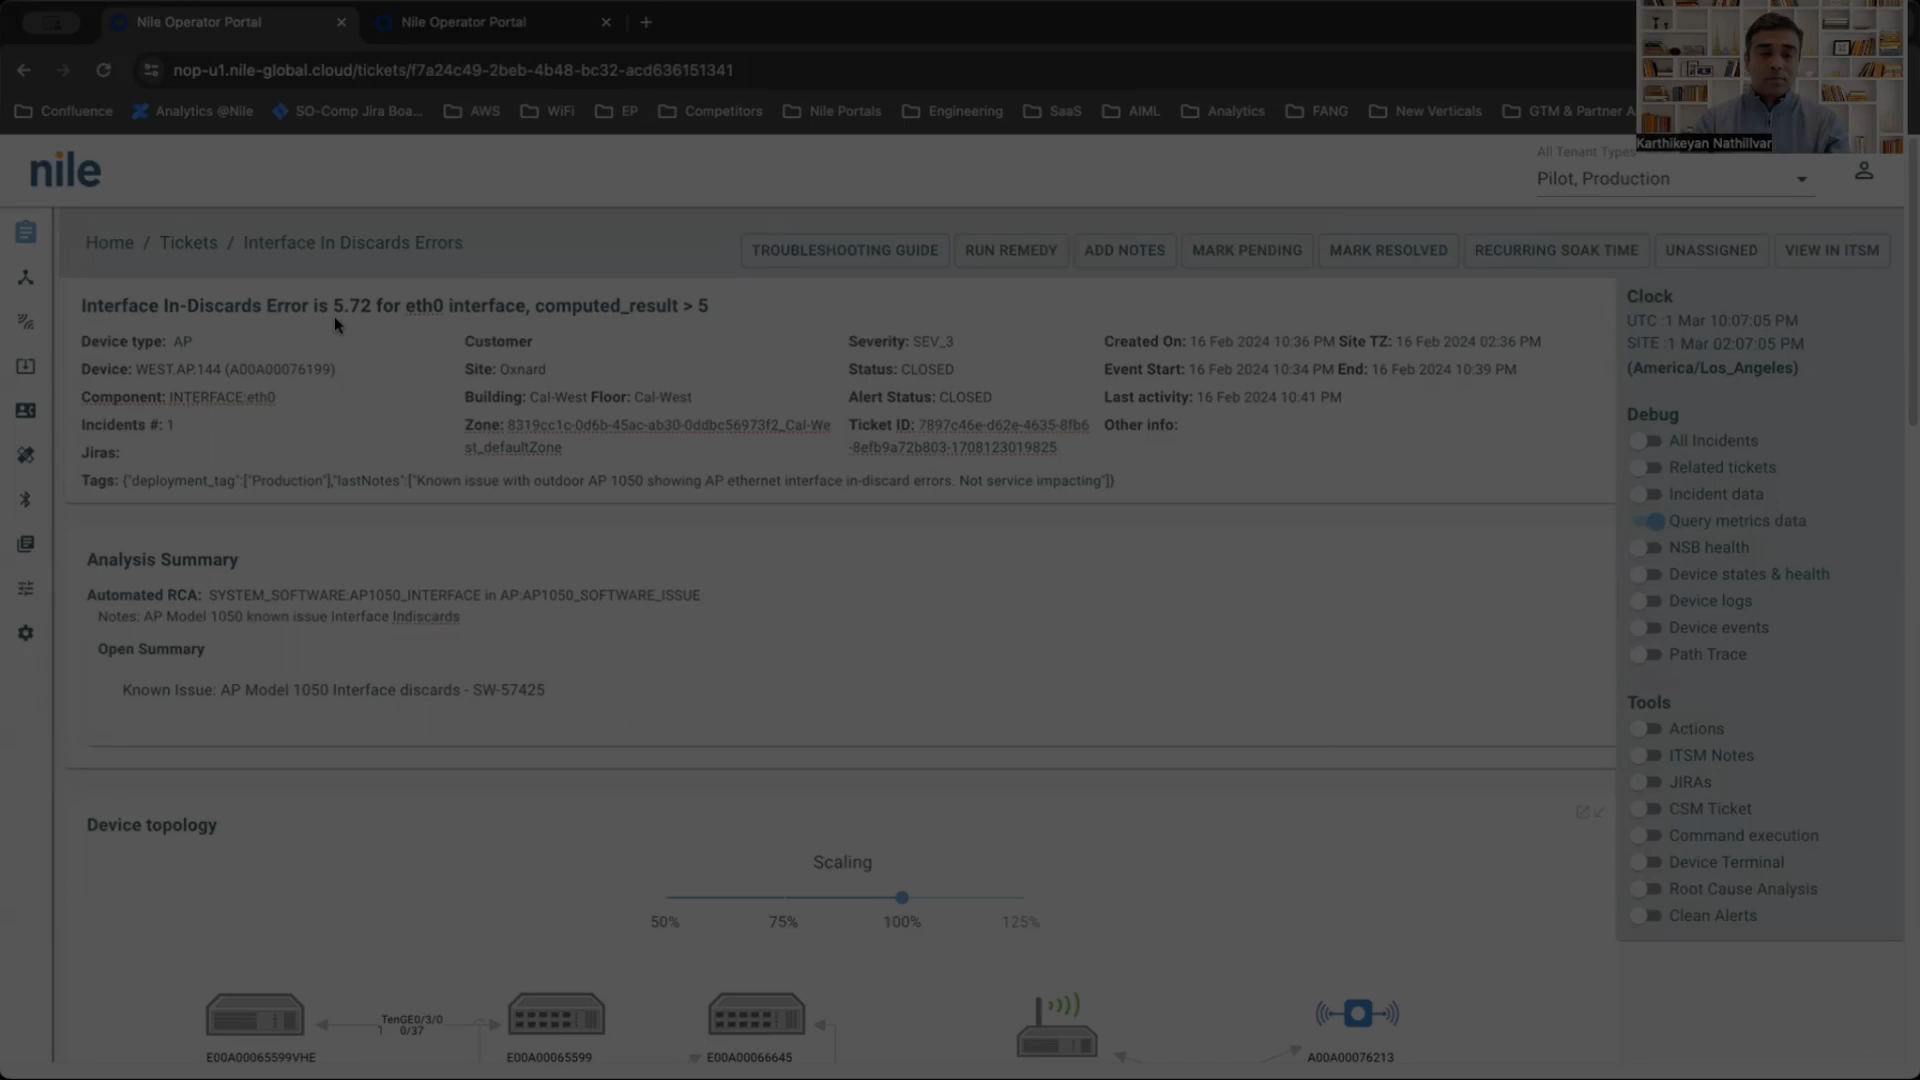 Nile Operator Portal
Nile Operator Portal
nop-u1.nile-global.cloud/tickets/f7a24c49-2beb-4b48-bc32-acd636151341
Confluence Analytics @Nile SO-Comp Jira Boa... AWS WiFi EP Competitors Nile Portals Engineering SaaS AIML Analytics FANG New Verticals GTM & Partner A
Karthikeyan Nathillvar
nile
All Tenant Types
Pilot, Production
Home / Tickets / Interface In Discards Errors
TROUBLESHOOTING GUIDE RUN REMEDY ADD NOTES MARK PENDING MARK RESOLVED RECURRING SOAK TIME UNASSIGNED VIEW IN ITSM
Interface In-Discards Error is 5.72 for eth0 interface, computed_result > 5
Device type: AP
Device: WEST.AP.144 (A00A00076199)
Component: INTERFACE:eth0
Incidents #: 1
Jiras:
Customer
Site: Oxnard
Building: Cal-West Floor: Cal-West
Zone: 8319cc1c-0d6b-45ac-ab30-0ddbc56973f2_Cal-We
st_defaultZone
Severity: SEV_3
Status: CLOSED
Alert Status: CLOSED
Ticket ID: 7897c46e-d62e-4635-8fb6
-8efb9a72b803-1708123019825
Created On: 16 Feb 2024 10:36 PM Site TZ: 16 Feb 2024 02:36 PM
Event Start: 16 Feb 2024 10:34 PM End: 16 Feb 2024 10:39 PM
Last activity: 16 Feb 2024 10:41 PM
Other info:
Tags: {"deployment_tag":["Production"],"lastNotes":["Known issue with outdoor AP 1050 showing AP ethernet interface in-discard errors. Not service impacting"]}
Analysis Summary
Automated RCA: SYSTEM_SOFTWARE:AP1050_INTERFACE in AP:AP1050_SOFTWARE_ISSUE
Notes: AP Model 1050 known issue Interface Indiscards
Open Summary
Known Issue: AP Model 1050 Interface discards - SW-57425
Device topology
Scaling
50% 75% 100% 125%
TenGE0/3/0
0/37
E00A00065599VHE
E00A00065599
E00A00066645
A00A00076213
Clock
UTC :1 Mar 10:07:05 PM
SITE :1 Mar 02:07:05 PM
(America/Los_Angeles)
Debug
All Incidents
Related tickets
Incident data
Query metrics data
NSB health
Device states & health
Device logs
Device events
Path Trace
Tools
Actions
ITSM Notes
JIRAs
CSM Ticket
Command execution
Device Terminal
Root Cause Analysis
Clean Alerts